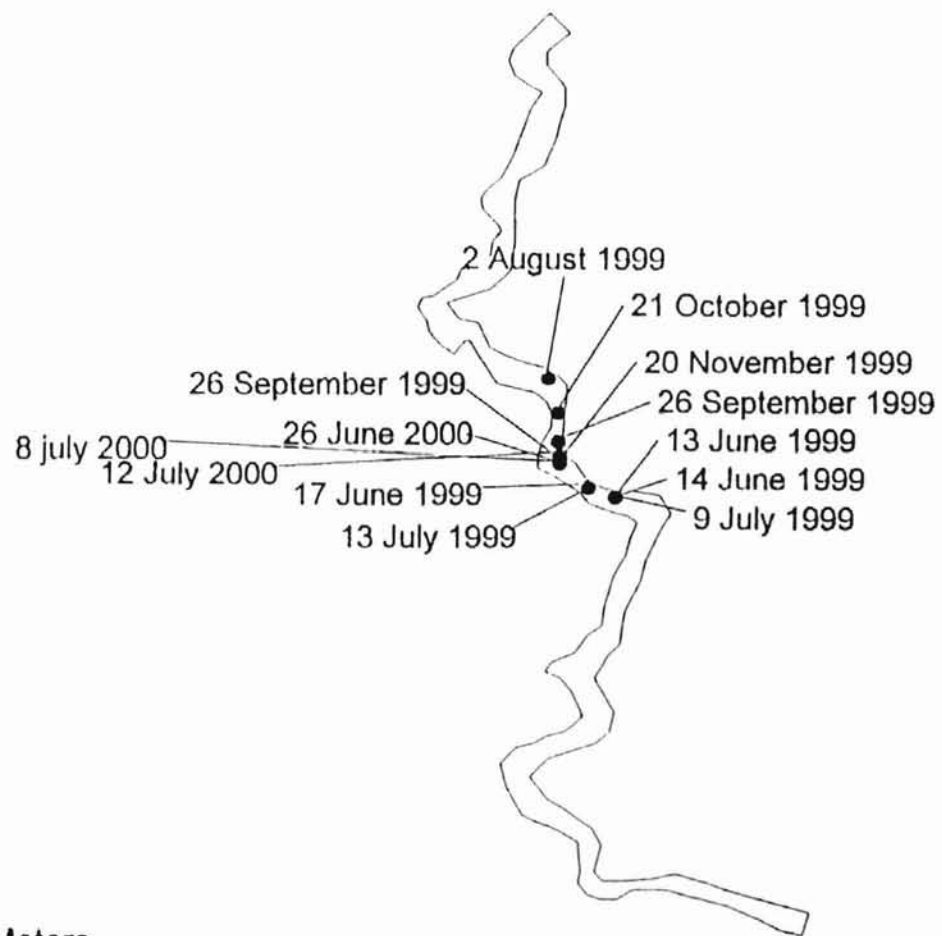 2 August 1999
21 October 1999
20 November 1999
26 September 1999
26 September 1999
26 June 2000
13 June 1999
8 july 2000
12 July 2000
14 June 1999
17 June 1999
9 July 1999
13 July 1999